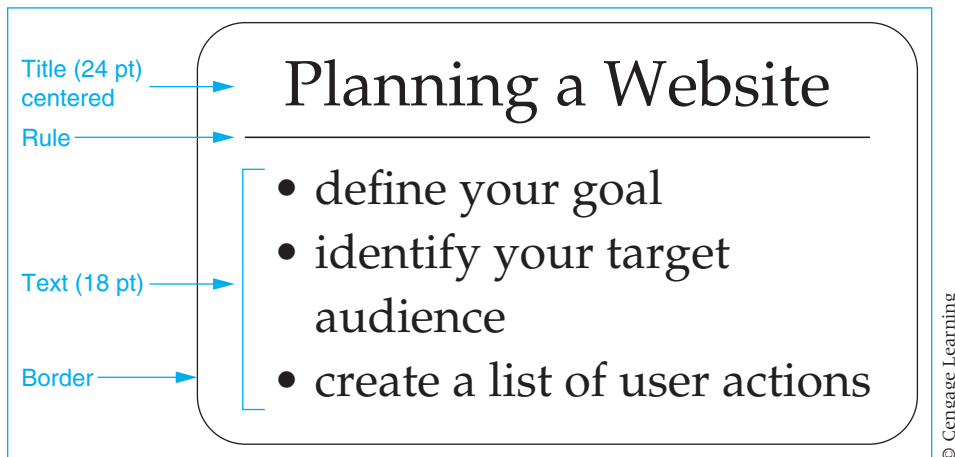 Title (24 pt)
centered
Planning a Website
Rule
• define your goal
• identify your target
audience
• create a list of user actions
Text (18 pt)
Border
© Cengage Learning